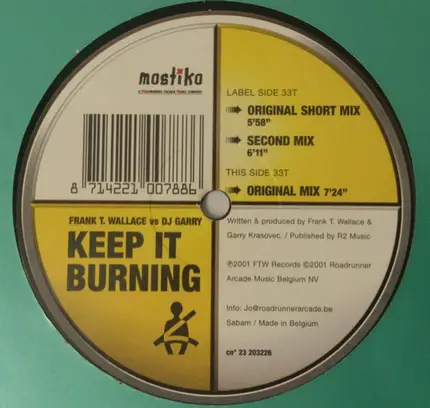 mostiko
A ROADRUNNER ARCADE MUSIC COMPANY
8 714221 007886
LABEL SIDE 33T
ORIGINAL SHORT MIX
5'58"
SECOND MIX
6'11"
THIS SIDE 33T
ORIGINAL MIX 7'24"
FRANK T. WALLACE vs DJ GARRY
KEEP IT
BURNING
Written & produced by Frank T. Wallace &
Garry Krasovec. / Published by R2 Music
℗2001 FTW Records ©2001 Roadrunner
Arcade Music Belgium NV
Info: Jo@roadrunnerarcade.be
Sabam / Made in Belgium
cn° 23 203226